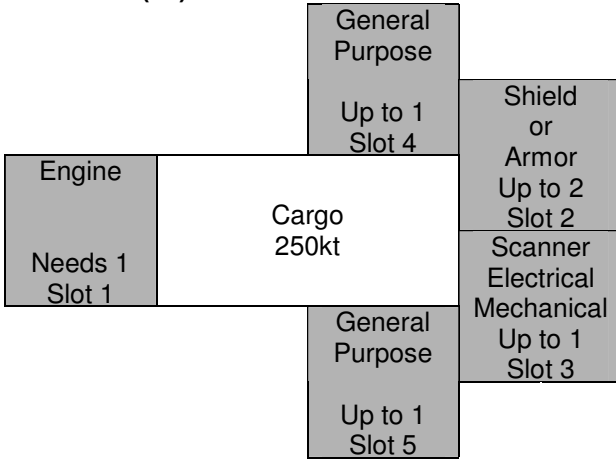 General
Purpose
Up to 1
Slot 4
Shield
or
Armor
Up to 2
Slot 2
Engine
Needs 1
Slot 1
Cargo
250kt
Scanner
Electrical
Mechanical
Up to 1
Slot 3
General
Purpose
Up to 1
Slot 5